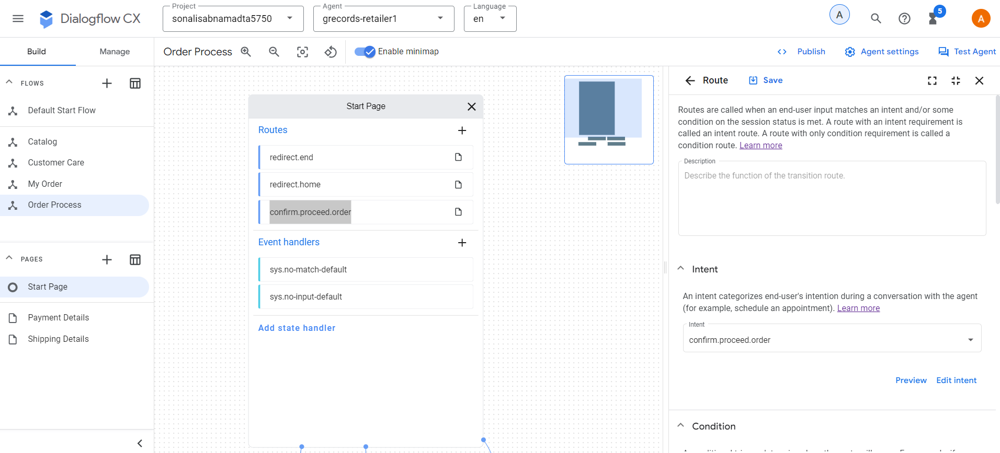 Dialogflow CX
Project
sonalisabnamadta5750
Agent
grecords-retailer1
Language
en
A
5
A
Build
Manage
Order Process
Enable minimap
Publish
Agent settings
Test Agent
FLOWS
Default Start Flow
Catalog
Customer Care
My Order
Order Process
PAGES
Start Page
Payment Details
Shipping Details
Start Page
Routes
redirect.end
redirect.home
confirm.proceed.order
Event handlers
sys.no-match-default
sys.no-input-default
Add state handler
Route
Save
Routes are called when an end-user input matches an intent and/or some
condition on the session status is met. A route with an intent requirement is
called an intent route. A route with only condition requirement is called a
condition route. Learn more
Description
Describe the function of the transition route.
Intent
An intent categorizes end-user's intention during a conversation with the agent
(for example, schedule an appointment). Learn more
Intent
confirm.proceed.order
Preview
Edit intent
Condition